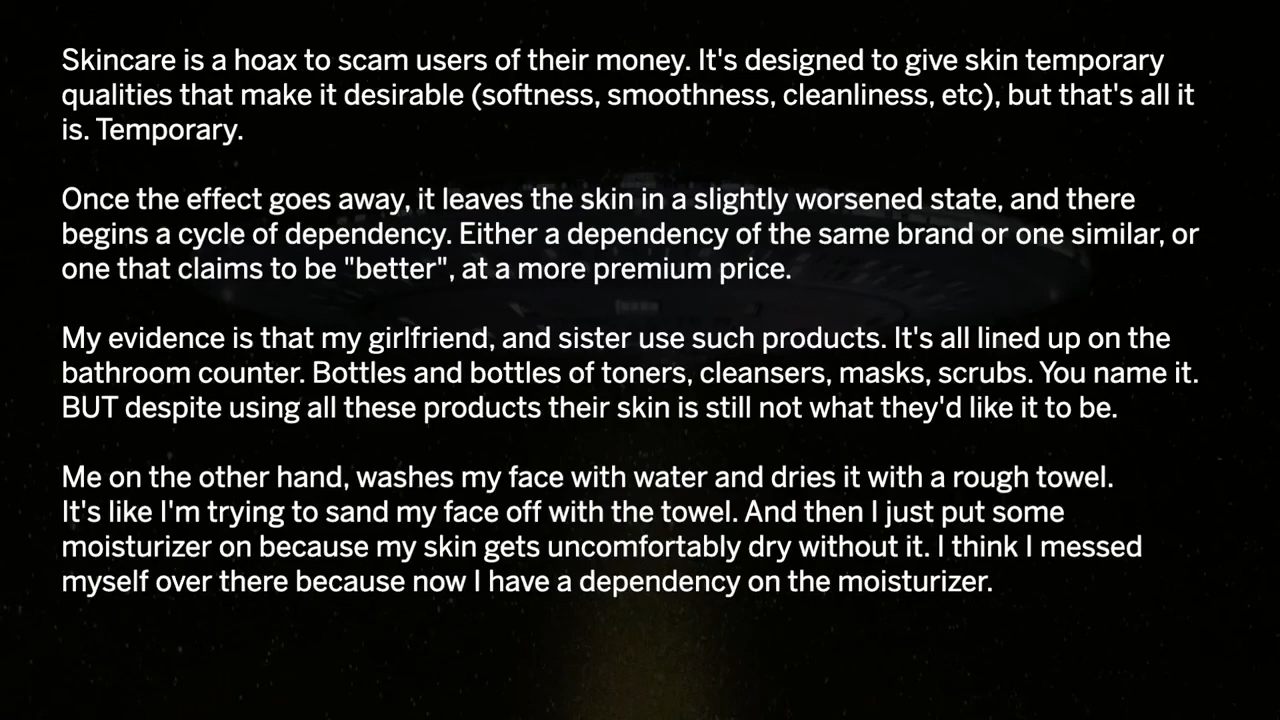 Skincare is a hoax to scam users of their money. It's designed to give skin temporary
qualities that make it desirable (softness, smoothness, cleanliness, etc), but that's all it
is. Temporary.
Once the effect goes away, it leaves the skin in a slightly worsened state, and there
begins a cycle of dependency. Either a dependency of the same brand or one similar, or
one that claims to be "better", at a more premium price.
My evidence is that my girlfriend, and sister use such products. It's all lined up on the
bathroom counter. Bottles and bottles of toners, cleansers, masks, scrubs. You name it.
BUT despite using all these products their skin is still not what they'd like it to be.
Me on the other hand, washes my face with water and dries it with a rough towel.
It's like I'm trying to sand my face off with the towel. And then I just put some
moisturizer on because my skin gets uncomfortably dry without it. I think I messed
myself over there because now I have a dependency on the moisturizer.